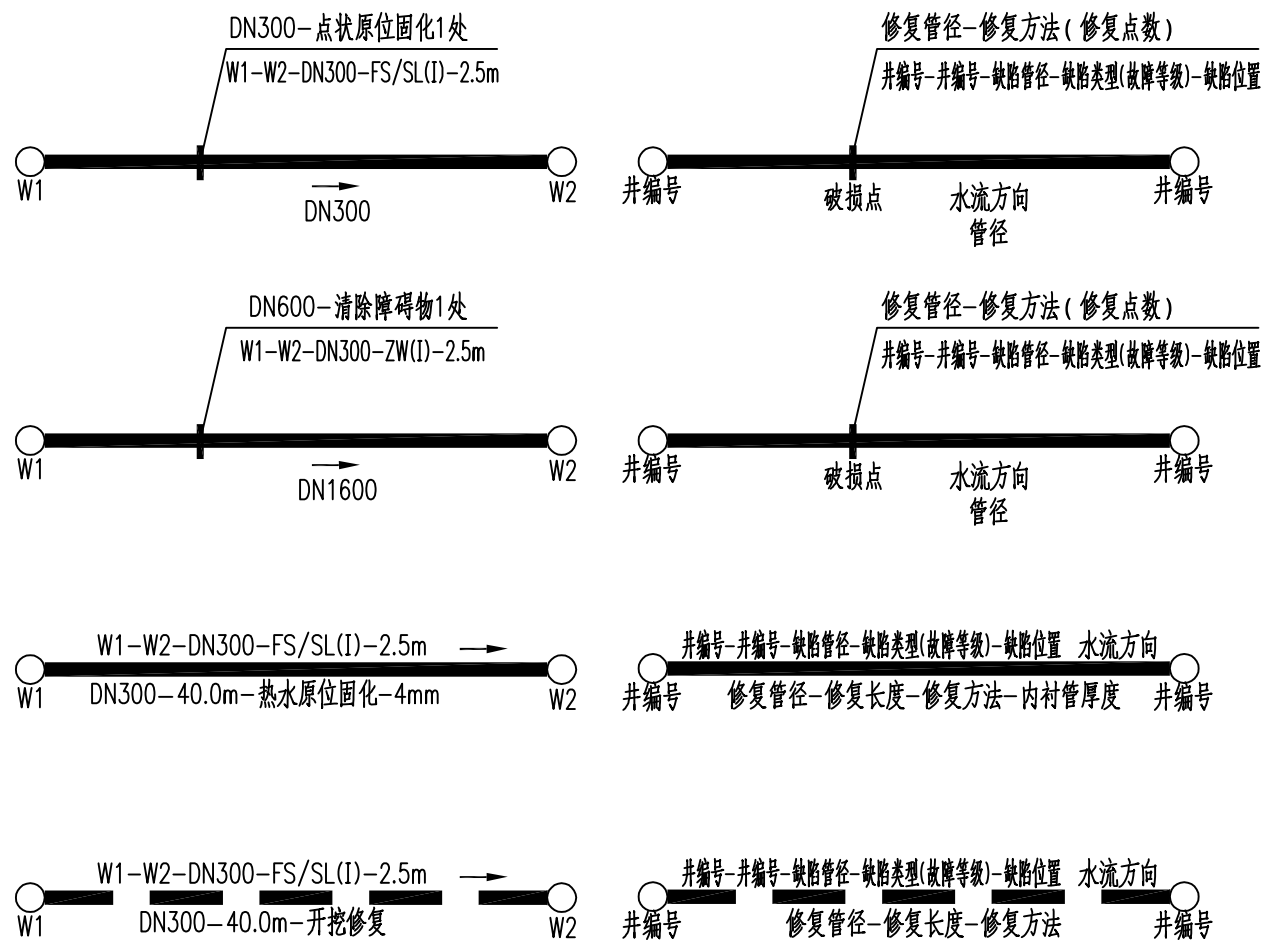 DN300-点状原位固化1处
W1-W2-DN300-FS/SL(I)-2.5m
W1
W2
DN300
修复管径-修复方法(修复点数)
井编号-井编号-缺陷管径-缺陷类型(故障等级)-缺陷位置
井编号
破损点
水流方向
管径
井编号
DN600-清除障碍物1处
W1-W2-DN300-ZW(I)-2.5m
W1
W2
DN1600
修复管径-修复方法(修复点数)
井编号-井编号-缺陷管径-缺陷类型(故障等级)-缺陷位置
井编号
破损点
水流方向
管径
井编号
W1-W2-DN300-FS/SL(I)-2.5m
W1
DN300-40.0m-热水原位固化-4mm
W2
井编号-井编号-缺陷管径-缺陷类型(故障等级)-缺陷位置 水流方向
井编号
修复管径-修复长度-修复方法-内衬管厚度
井编号
W1-W2-DN300-FS/SL(I)-2.5m
W1
DN300-40.0m-开挖修复
W2
井编号-井编号-缺陷管径-缺陷类型(故障等级)-缺陷位置 水流方向
井编号
修复管径-修复长度-修复方法
井编号